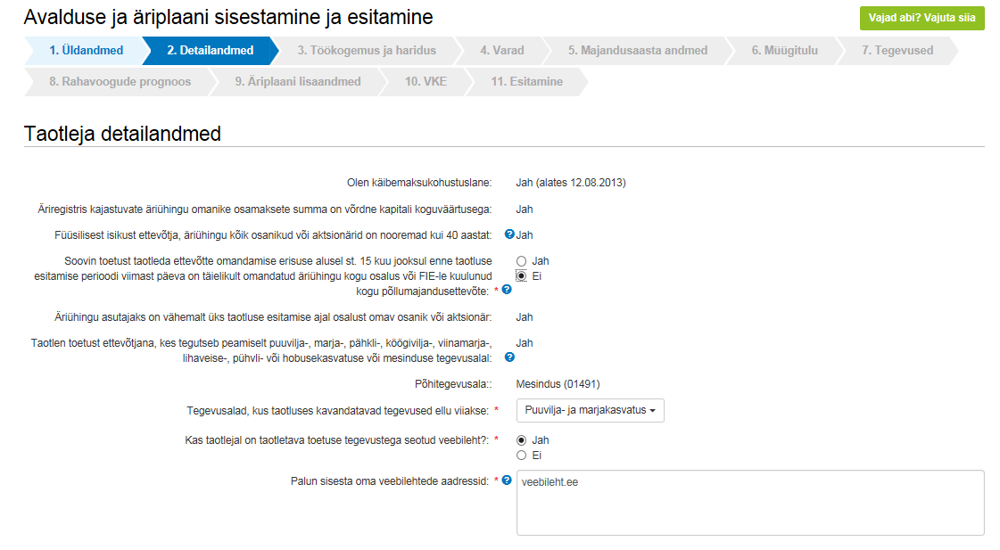 Avalduse ja äriplaani sisestamine ja esitamine
Vajad abi? Vajuta siia
1. Üldandmed
2. Detailandmed
3. Töökogemus ja haridus
4. Varad
5. Majandusaasta andmed
6. Müügitulu
7. Tegevused
8. Rahavoogude prognoos
9. Äriplaani lisaandmed
10. VKE
11. Esitamine
Taotleja detailandmed
Olen käibemaksukohustuslane: Jah (alates 12.08.2013)
Äriregistris kajastuvate äriühingu omanike osamaksete summa on võrdne kapitali koguväärtusega: Jah
Füüsilisest isikust ettevõtja, äriühingu kõik osanikud või aktsionärid on nooremad kui 40 aastat: ? Jah
Soovin toetust taotleda ettevõtte omandamise erisuse alusel st. 15 kuu jooksul enne taotluse
esitamise perioodi viimast päeva on täielikult omandatud äriühingu kogu osalus või FIE-le kuulunud
kogu põllumajandusettevõte: * ?
Jah
Ei
Äriühingu asutajaks on vähemalt üks taotluse esitamise ajal osalust omav osanik või aktsionär: Jah
Taotlen toetust ettevõtjana, kes tegutseb peamiselt puuvilja-, marja-, pähkli-, köögivilja-, viinamarja-,
lihaveise-, pühvli- või hobusekasvatuse või mesinduse tegevusalal: ?
Jah
Põhitegevusala:: Mesindus (01491)
Tegevusalad, kus taotluses kavandatavad tegevused ellu viiakse: * Puuvilja- ja marjakasvatus
Kas taotlejal on taotletava toetuse tegevustega seotud veebileht?: * Jah
Ei
Palun sisesta oma veebilehtede aadressid: * ? veebileht.ee